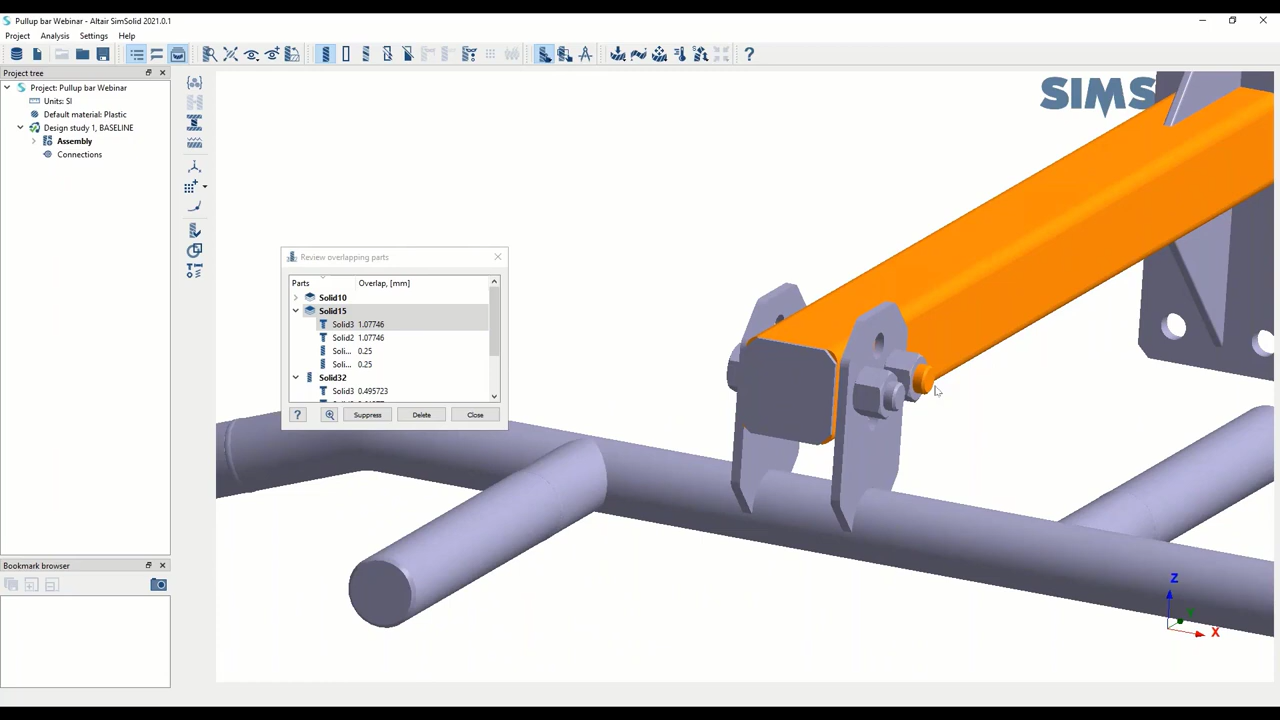 Pullup bar Webinar - Altair SimSolid 2021.0.1
Project Analysis Settings Help
Project tree
Project: Pullup bar Webinar
Units: SI
Default material: Plastic
Design study 1, BASELINE
Assembly
Connections
SIMS
Review overlapping parts
Parts Overlap, [mm]
Solid10
Solid15
Solid3 1.07746
Solid2 1.07746
Soli... 0.25
Soli... 0.25
Solid32
Solid3 0.495723
Suppress Delete Close
Bookmark browser
Z
X